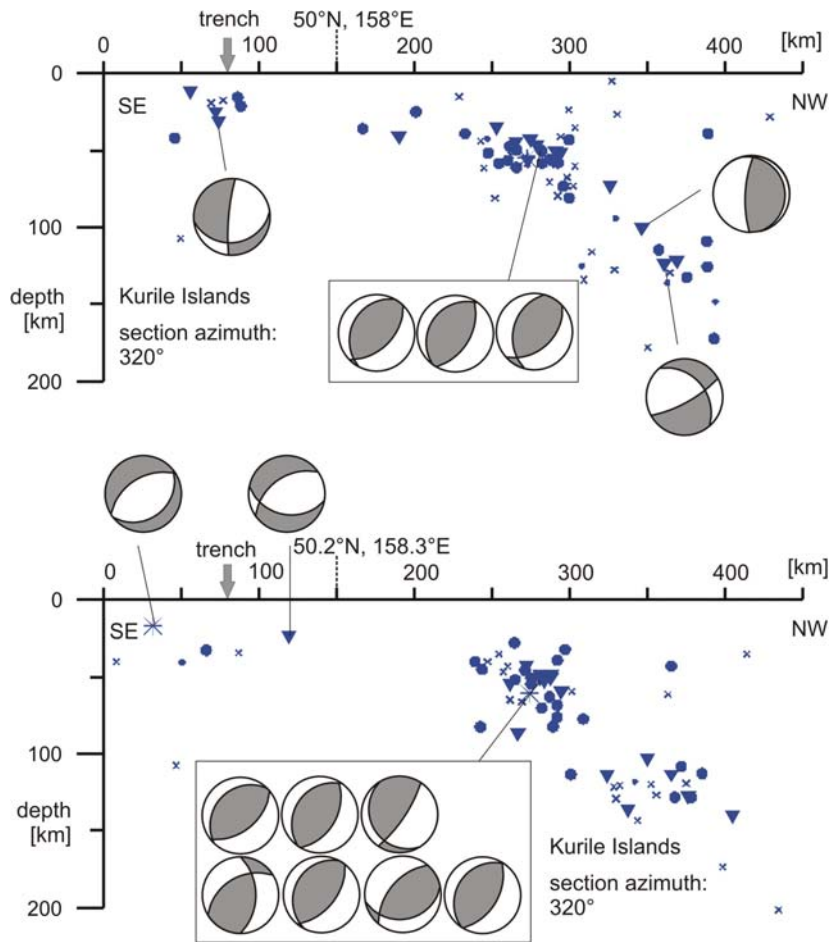 trench 50°N, 158°E
0 100 200 300 400 [km]
0
SE NW
100
depth
[km]
Kurile Islands
section azimuth:
320°
200
trench 50.2°N, 158.3°E
0 100 200 300 400 [km]
0
SE NW
100
depth
[km]
Kurile Islands
section azimuth:
320°
200